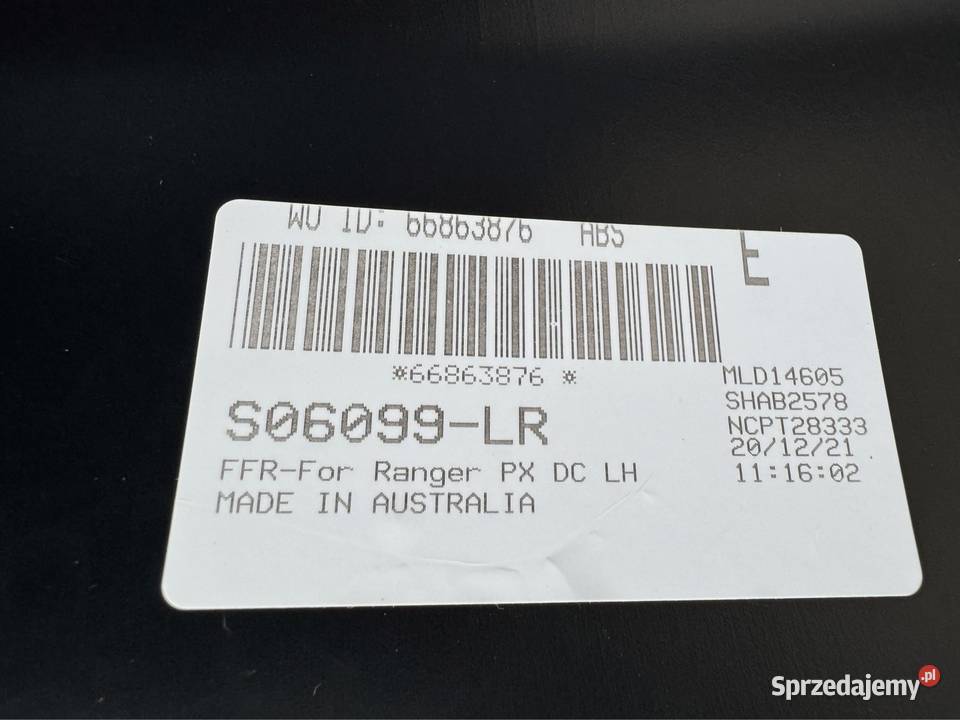 WO ID: 66863876 ABS
E
*66863876 *
S06099-LR
FFR-For Ranger PX DC LH
MADE IN AUSTRALIA
MLD14605
SHAB2578
NCPT28333
20/12/21
11:16:02
Sprzedajemy.pl